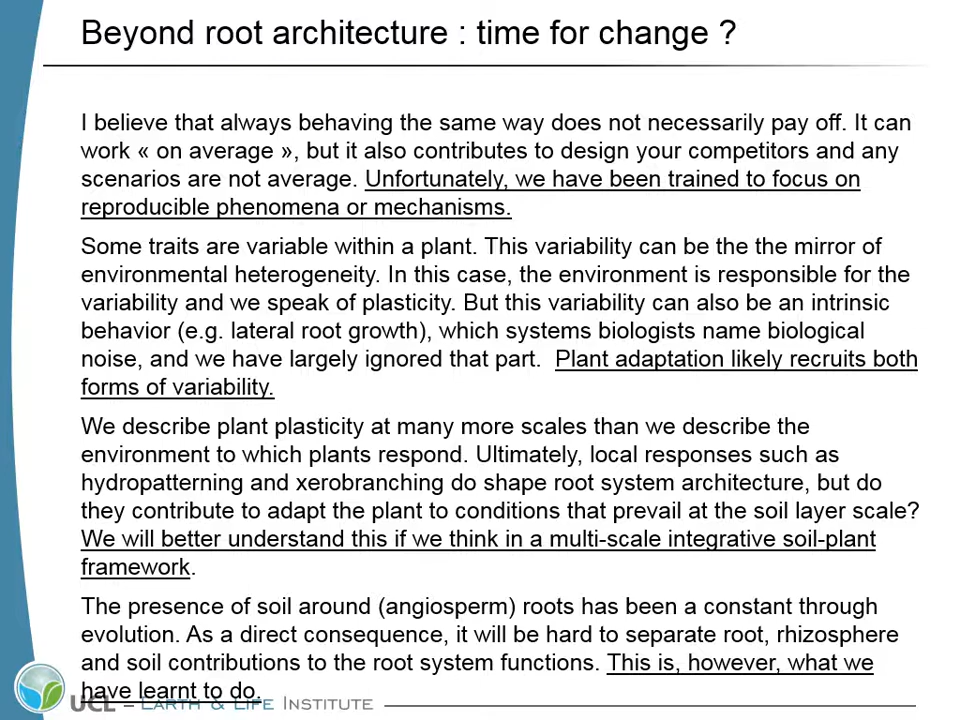 Beyond root architecture : time for change ?
I believe that always behaving the same way does not necessarily pay off. It can
work « on average », but it also contributes to design your competitors and any
scenarios are not average. Unfortunately, we have been trained to focus on
reproducible phenomena or mechanisms.
Some traits are variable within a plant. This variability can be the the mirror of
environmental heterogeneity. In this case, the environment is responsible for the
variability and we speak of plasticity. But this variability can also be an intrinsic
behavior (e.g. lateral root growth), which systems biologists name biological
noise, and we have largely ignored that part. Plant adaptation likely recruits both
forms of variability.
We describe plant plasticity at many more scales than we describe the
environment to which plants respond. Ultimately, local responses such as
hydropatterning and xerobranching do shape root system architecture, but do
they contribute to adapt the plant to conditions that prevail at the soil layer scale?
We will better understand this if we think in a multi-scale integrative soil-plant
framework.
The presence of soil around (angiosperm) roots has been a constant through
evolution. As a direct consequence, it will be hard to separate root, rhizosphere
and soil contributions to the root system functions. This is, however, what we
have learnt to do.
UCL – Earth & Life Institute